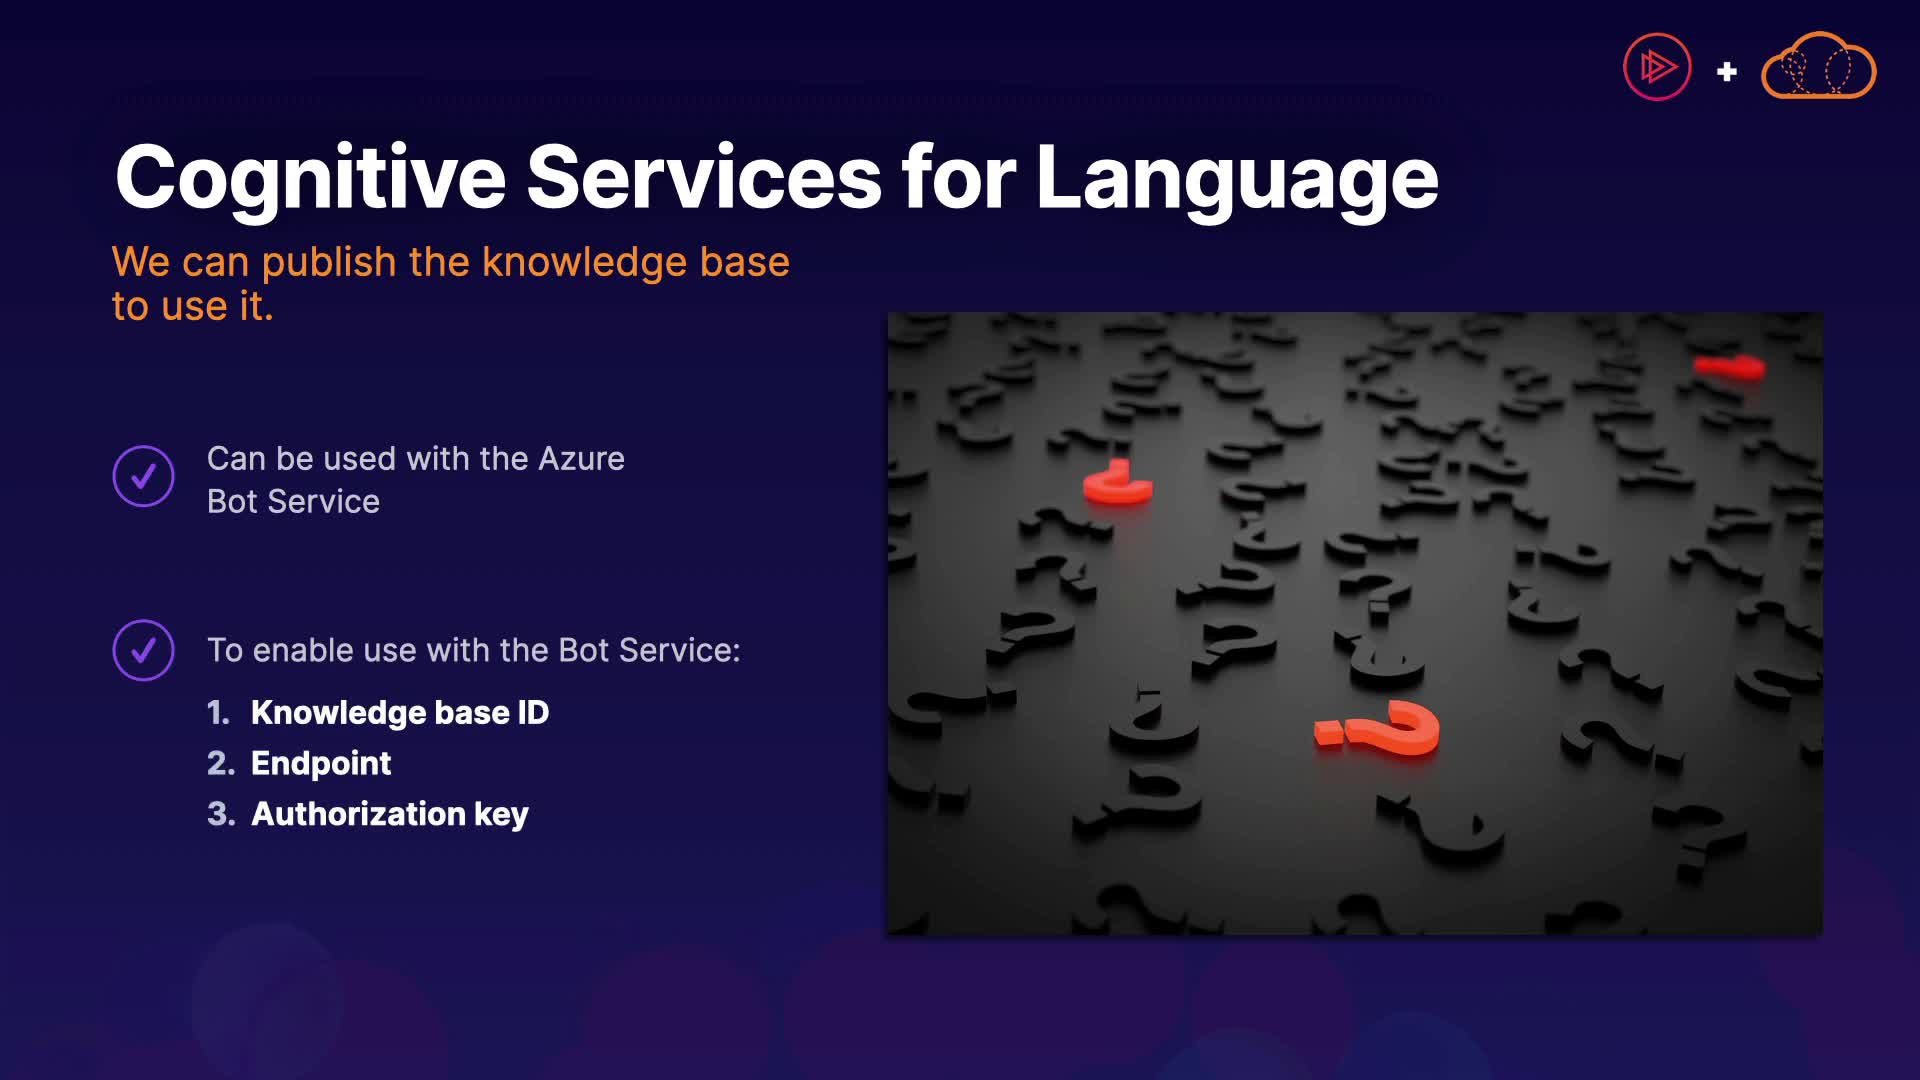 Cognitive Services for Language
We can publish the knowledge base
to use it.
Can be used with the Azure
Bot Service
To enable use with the Bot Service:
1. Knowledge base ID
2. Endpoint
3. Authorization key